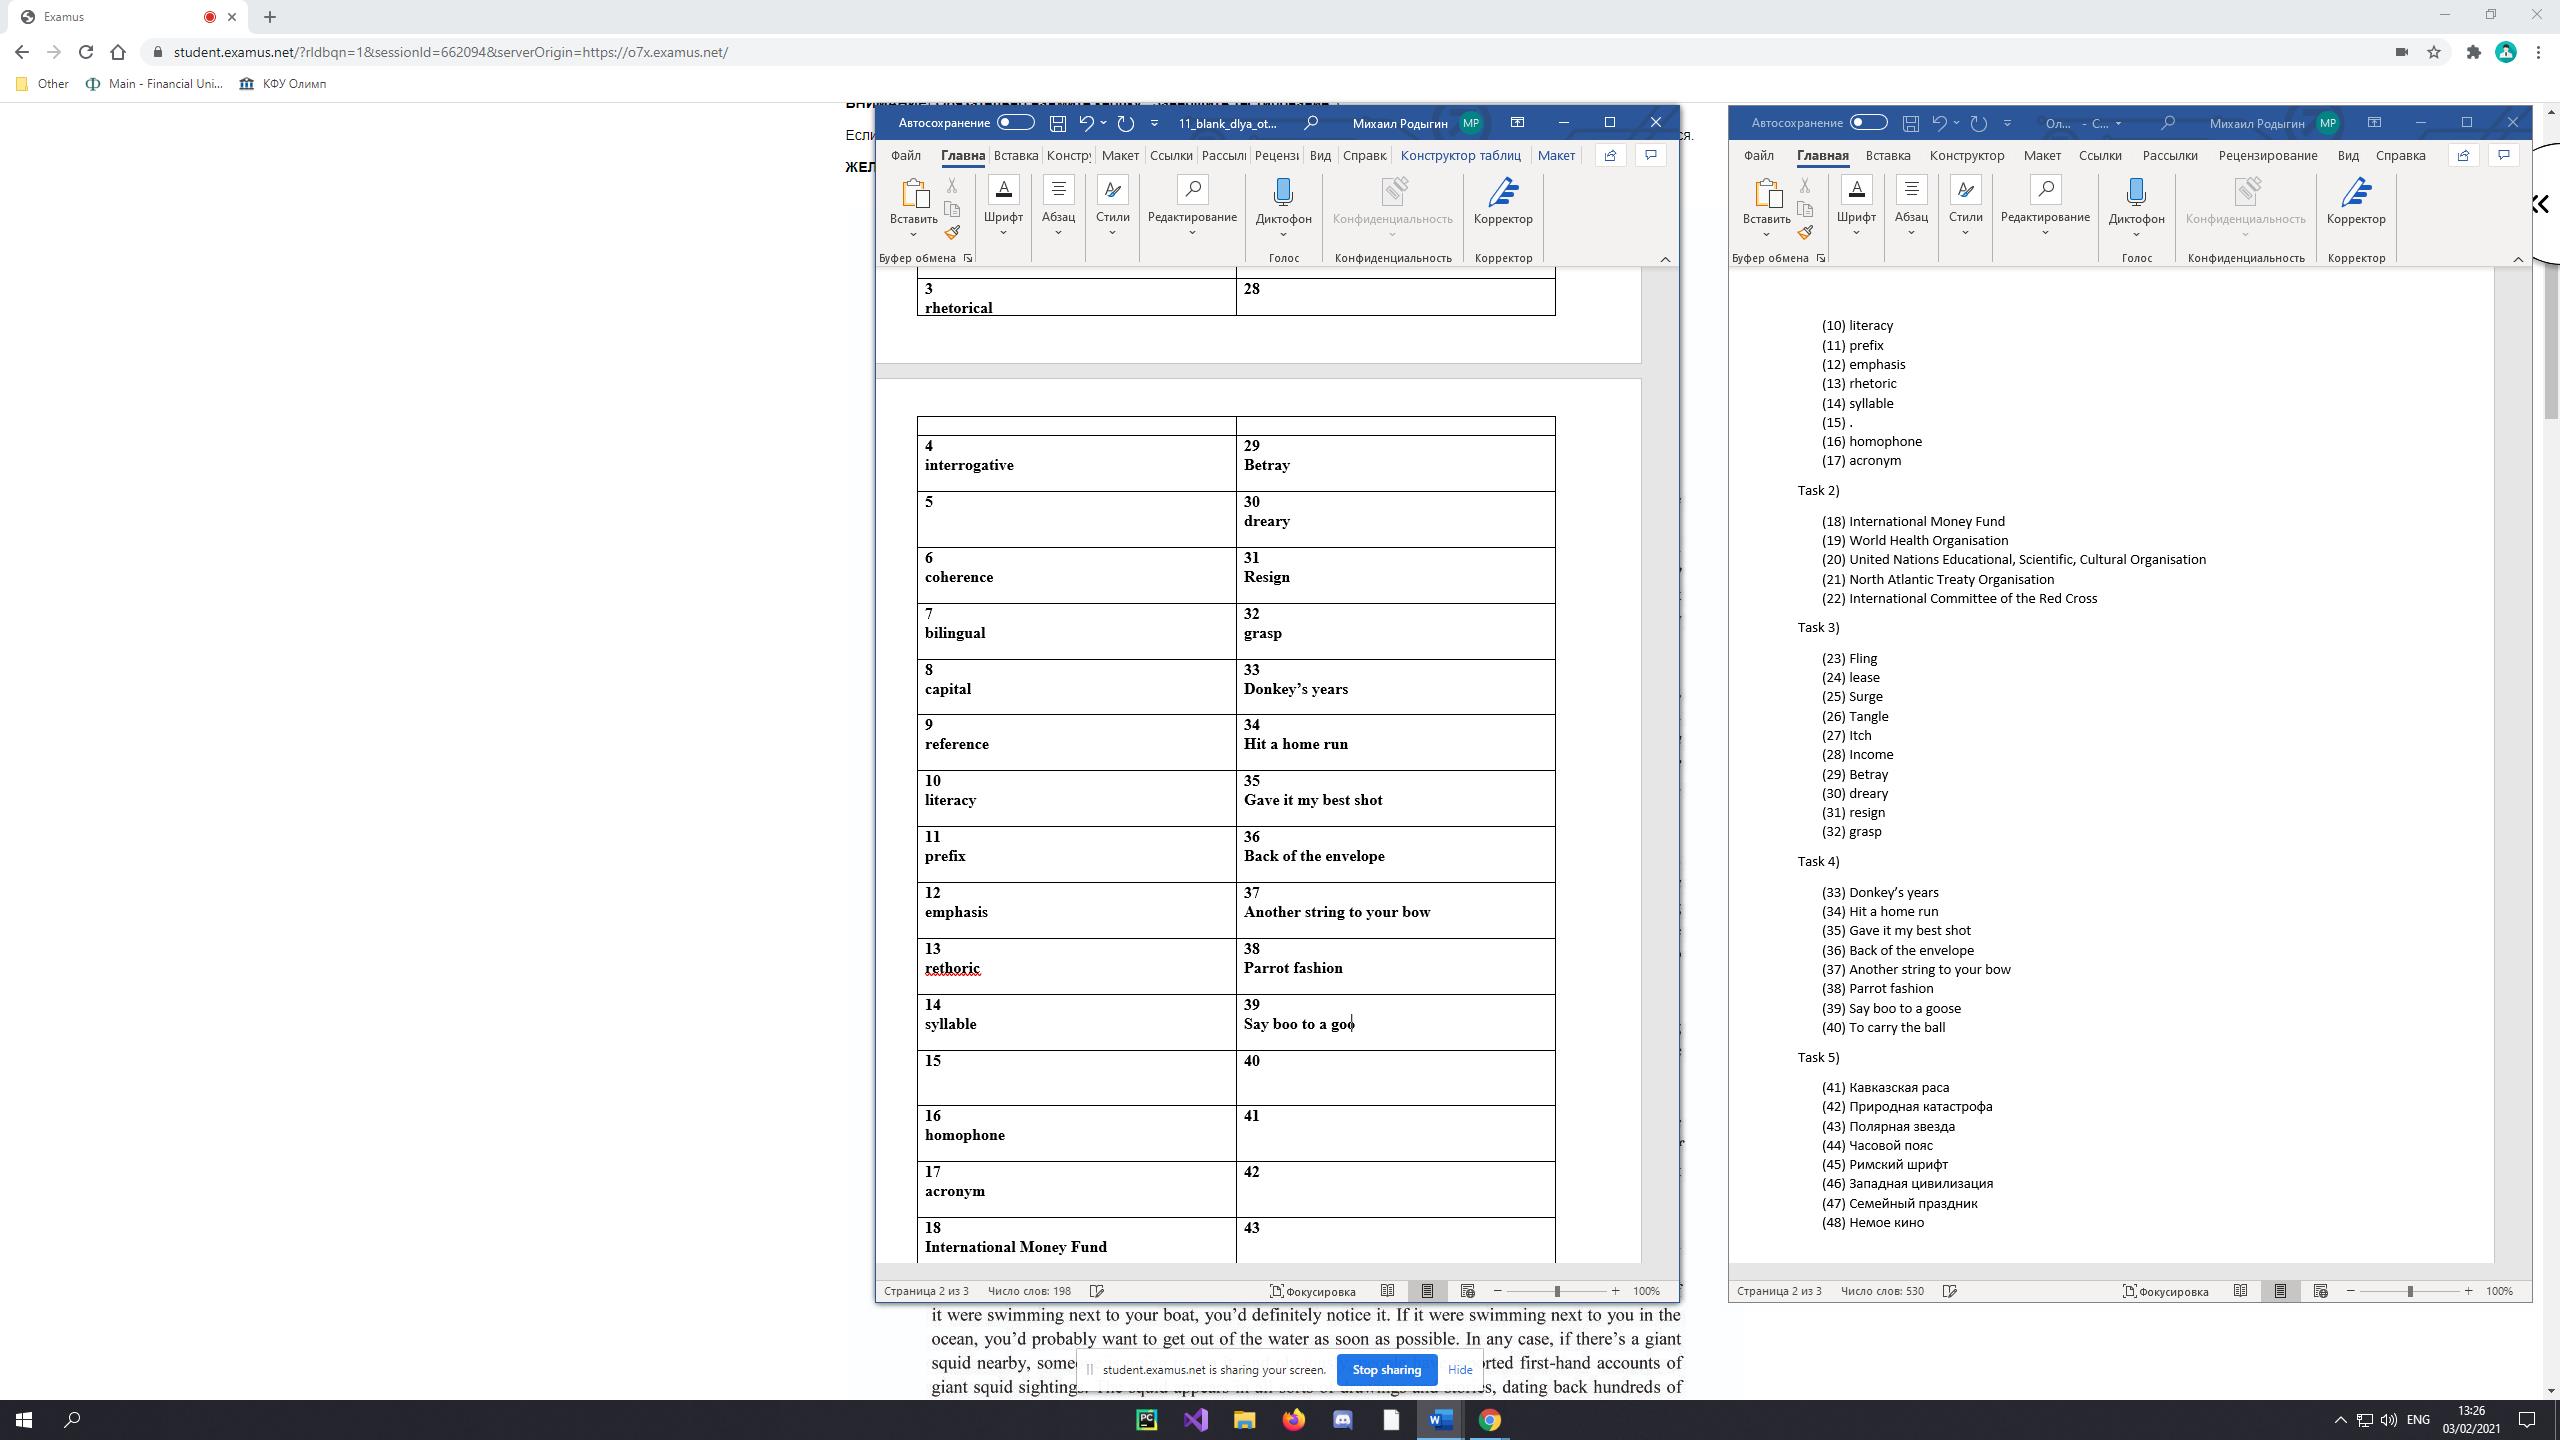 Examus
student.examus.net/?rldbqn=1&sessionId=662094&serverOrigin=https://o7x.examus.net/
Other
Main - Financial Uni...
КФУ Олимп
ЖЕЛ
Автосохранение
11_blank_dlya_ot...
Михаил Родыгин
МР
Файл
Главна
Вставка
Констру
Макет
Ссылки
Рассыл
Реценз
Вид
Справк
Конструктор таблиц
Макет
Вставить
Шрифт
Абзац
Стили
Редактирование
Диктофон
Конфиденциальность
Корректор
Буфер обмена
Голос
Конфиденциальность
Корректор
3
rhetorical
28
4
interrogative
29
Betray
5
30
dreary
6
coherence
31
Resign
7
bilingual
32
grasp
8
capital
33
Donkey’s years
9
reference
34
Hit a home run
10
literacy
35
Gave it my best shot
11
prefix
36
Back of the envelope
12
emphasis
37
Another string to your bow
13
rethoric
38
Parrot fashion
14
syllable
39
Say boo to a goo
15
40
16
homophone
41
17
acronym
42
18
International Money Fund
43
Страница 2 из 3
Число слов: 198
Фокусировка
100%
Автосохранение
Ол... - С...
Михаил Родыгин
МР
Файл
Главная
Вставка
Конструктор
Макет
Ссылки
Рассылки
Рецензирование
Вид
Справка
Вставить
Шрифт
Абзац
Стили
Редактирование
Диктофон
Конфиденциальность
Корректор
Буфер обмена
Голос
Конфиденциальность
Корректор
(10) literacy
(11) prefix
(12) emphasis
(13) rhetoric
(14) syllable
(15) .
(16) homophone
(17) acronym
Task 2)
(18) International Money Fund
(19) World Health Organisation
(20) United Nations Educational, Scientific, Cultural Organisation
(21) North Atlantic Treaty Organisation
(22) International Committee of the Red Cross
Task 3)
(23) Fling
(24) lease
(25) Surge
(26) Tangle
(27) Itch
(28) Income
(29) Betray
(30) dreary
(31) resign
(32) grasp
Task 4)
(33) Donkey’s years
(34) Hit a home run
(35) Gave it my best shot
(36) Back of the envelope
(37) Another string to your bow
(38) Parrot fashion
(39) Say boo to a goose
(40) To carry the ball
Task 5)
(41) Кавказская раса
(42) Природная катастрофа
(43) Полярная звезда
(44) Часовой пояс
(45) Римский шрифт
(46) Западная цивилизация
(47) Семейный праздник
(48) Немое кино
Страница 2 из 3
Число слов: 530
Фокусировка
100%
it were swimming next to your boat, you’d definitely notice it. If it were swimming next to you in the
ocean, you’d probably want to get out of the water as soon as possible. In any case, if there’s a giant
squid nearby, some rted first-hand accounts of
giant squid sightings , dating back hundreds of
student.examus.net is sharing your screen.
Stop sharing
Hide
ENG
13:26
03/02/2021